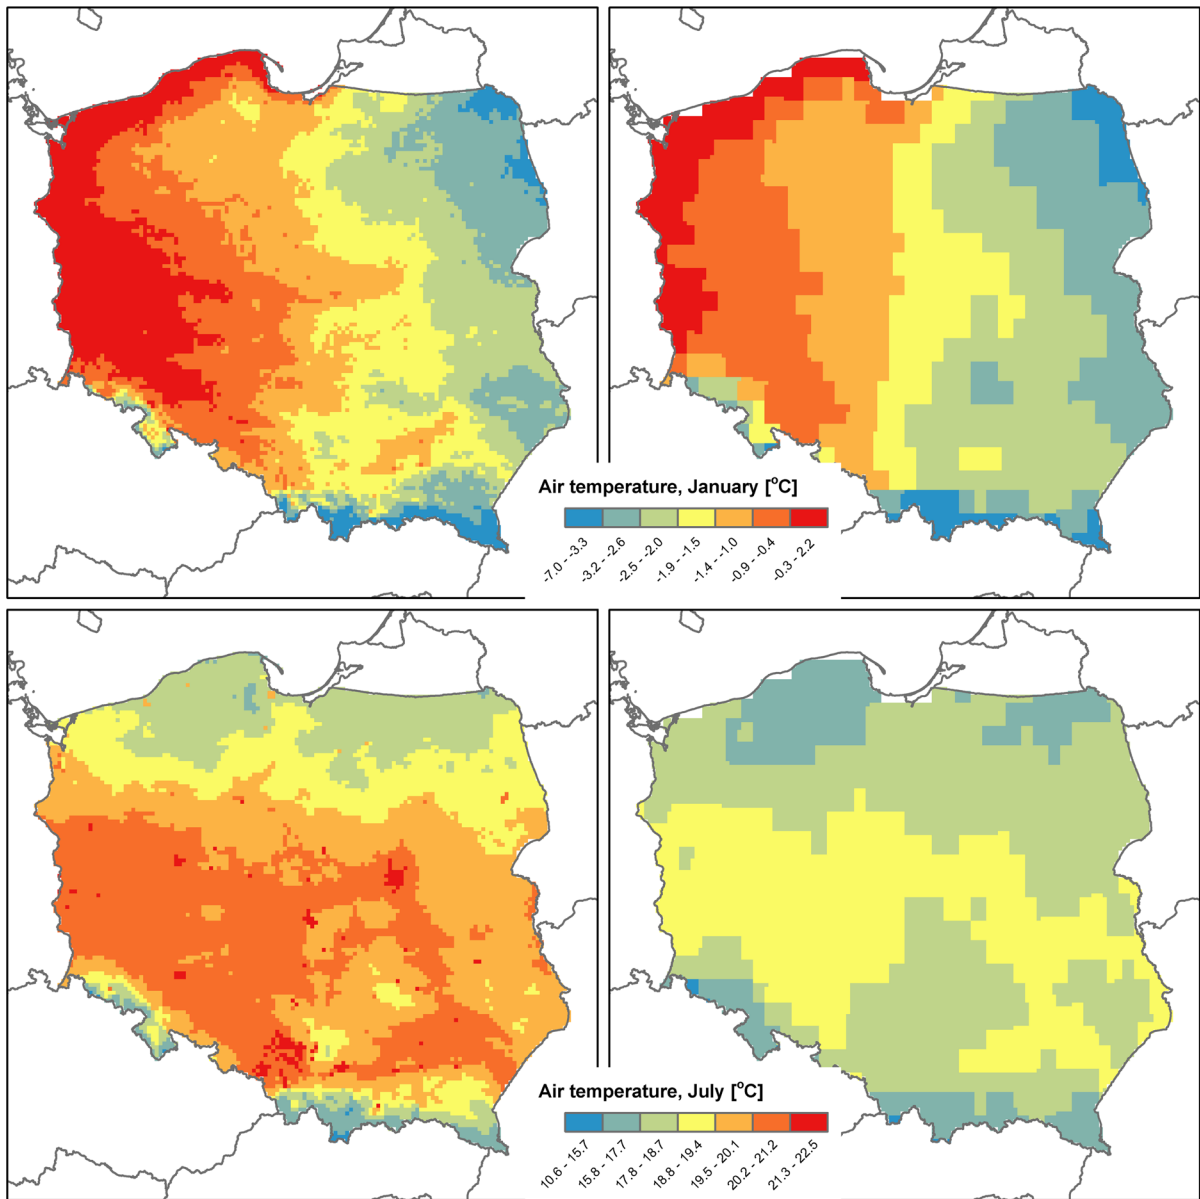 Air temperature, January [°C]
-7.0 - -3.3
-3.2 - -2.6
-2.5 - -2.0
-1.9 - -1.5
-1.4 - -1.0
-0.9 - -0.4
-0.3 - 2.2
Air temperature, July [°C]
10.6 - 15.7
15.8 - 17.7
17.8 - 18.7
18.8 - 19.4
19.5 - 20.1
20.2 - 21.2
21.3 - 22.5